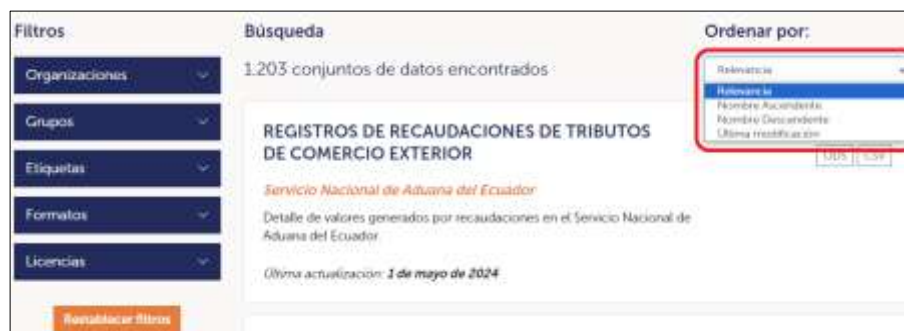 Filtros
Organizaciones
Grupos
Etiquetas
Formatos
Licencias
Restablecer filtros
Búsqueda
1.203 conjuntos de datos encontrados
REGISTROS DE RECAUDACIONES DE TRIBUTOS
DE COMERCIO EXTERIOR
Servicio Nacional de Aduana del Ecuador
Detalle de valores generados por recaudaciones en el Servicio Nacional de
Aduana del Ecuador.
Última actualización: 1 de mayo de 2024
Ordenar por:
Relevancia
Relevancia
Nombre Ascendente
Nombre Descendente
Última modificación
ODS CSV